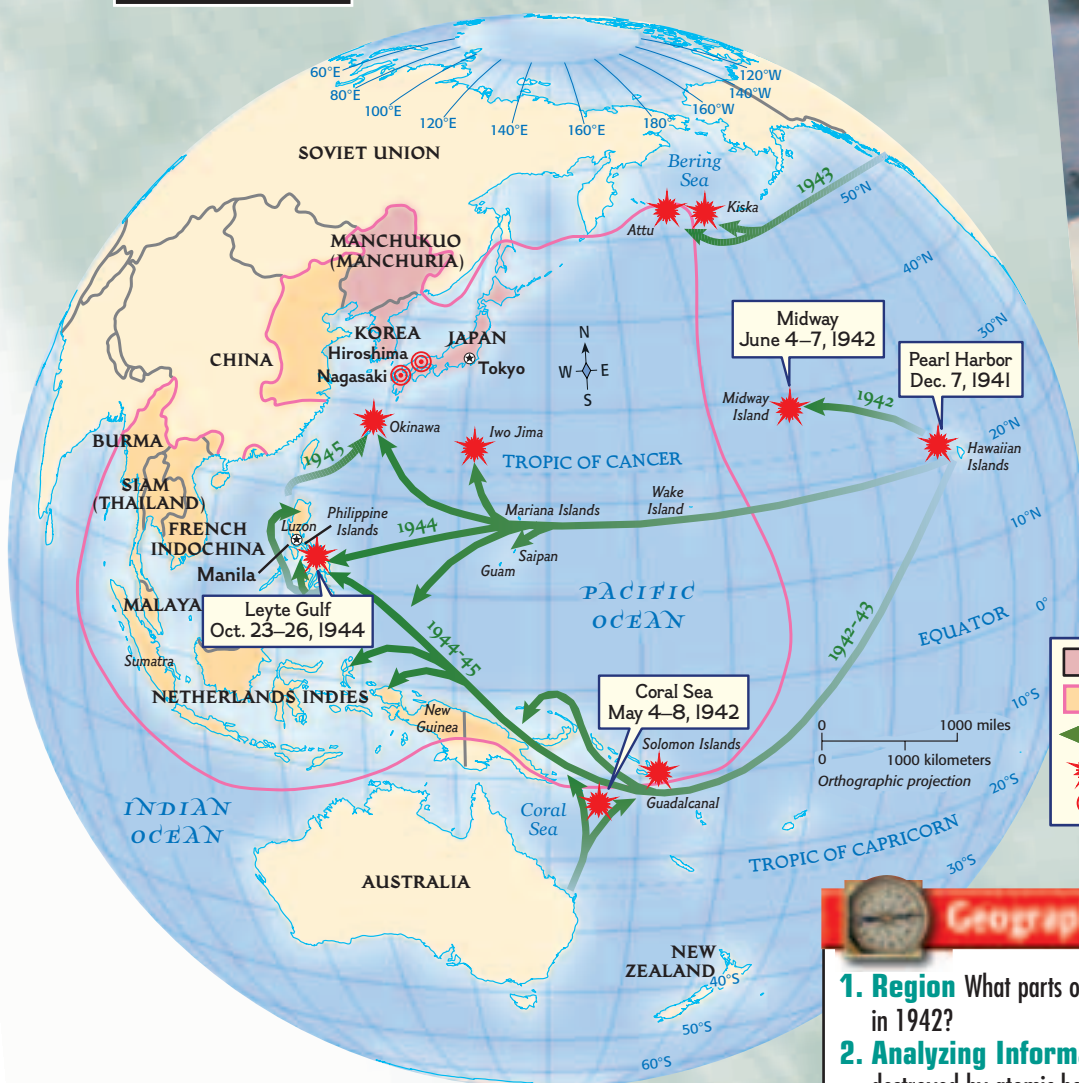 60°E
80°E
100°E
120°E
140°E
160°E
180°
160°W
140°W
120°W
SOVIET UNION
Bering
Sea
1943
50°N
Attu
Kiska
MANCHUKUO
(MANCHURIA)
40°N
30°N
KOREA
JAPAN
Hiroshima
Nagasaki
Tokyo
CHINA
N
W
E
S
Midway
June 4–7, 1942
Pearl Harbor
Dec. 7, 1941
Midway
Island
1942
20°N
Hawaiian
Islands
Okinawa
Iwo Jima
BURMA
1945
TROPIC OF CANCER
SIAM
(THAILAND)
Wake
Island
Mariana Islands
10°N
Luzon
Philippine
Islands
1944
FRENCH
INDOCHINA
Saipan
Guam
Manila
PACIFIC
OCEAN
MALAYA
Leyte Gulf
Oct. 23–26, 1944
1944-45
1942-43
EQUATOR
0°
Sumatra
NETHERLANDS INDIES
New
Guinea
Coral Sea
May 4–8, 1942
10°S
Solomon Islands
0
1000 miles
0
1000 kilometers
Orthographic projection
20°S
Guadalcanal
INDIAN
OCEAN
Coral
Sea
TROPIC OF CAPRICORN
30°S
AUSTRALIA
NEW
ZEALAND
40°S
50°S
60°S
Geograp
1. Region What parts o
in 1942?
2. Analyzing Inform
destroyed by atomic